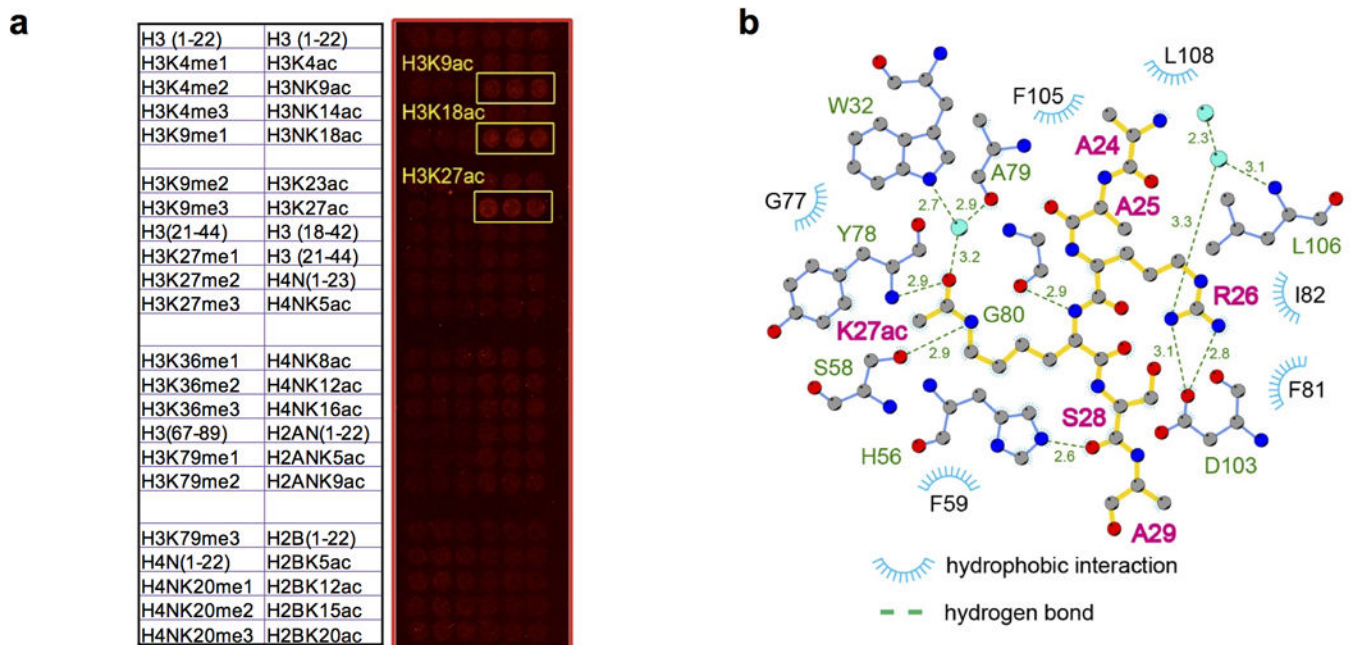 a
H3 (1-22) H3 (1-22)
H3K4me1 H3K4ac
H3K4me2 H3NK9ac
H3K4me3 H3NK14ac
H3K9me1 H3NK18ac
H3K9me2 H3K23ac
H3K9me3 H3K27ac
H3(21-44) H3 (18-42)
H3K27me1 H3 (21-44)
H3K27me2 H4N(1-23)
H3K27me3 H4NK5ac
H3K36me1 H4NK8ac
H3K36me2 H4NK12ac
H3K36me3 H4NK16ac
H3(67-89) H2AN(1-22)
H3K79me1 H2ANK5ac
H3K79me2 H2ANK9ac
H3K79me3 H2B(1-22)
H4N(1-22) H2BK5ac
H4NK20me1 H2BK12ac
H4NK20me2 H2BK15ac
H4NK20me3 H2BK20ac
H3K9ac
H3K18ac
H3K27ac
b
L108
W32
F105
A24
2.3
3.1
A79
G77
2.7
2.9
A25
3.3
Y78
3.2
L106
2.9
2.9
R26
I82
K27ac
G80
S58
2.9
3.1
2.8
F81
S28
H56
2.6
D103
F59
A29
hydrophobic interaction
hydrogen bond